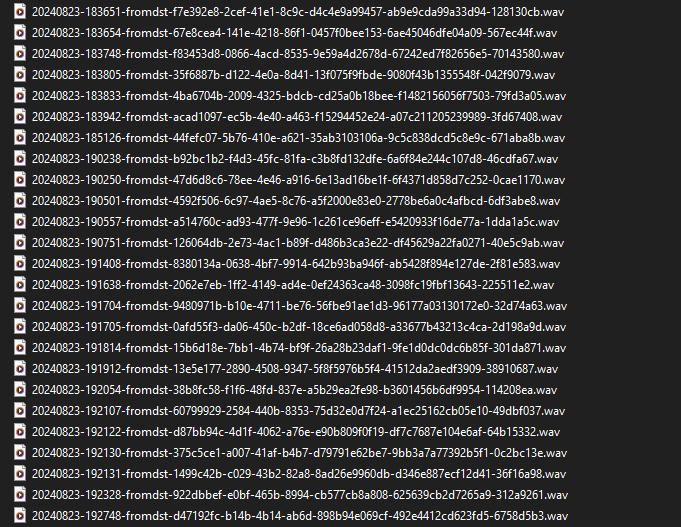 20240823-183651-fromdst-f7e392e8-2cef-41e1-8c9c-d4c4e9a99457-ab9e9cda99a33d94-128130cb.wav
20240823-183654-fromdst-67e8cea4-141e-4218-86f1-0457f0bee153-6ae45046dfe04a09-567ec44f.wav
20240823-183748-fromdst-f83453d8-0866-4acd-8535-9e59a4d2678d-67242ed7f82656e5-70143580.wav
20240823-183805-fromdst-35f6887b-d122-4e0a-8d41-13f075f9fbde-9080f43b1355548f-042f9079.wav
20240823-183833-fromdst-4ba6704b-2009-4325-bdcb-cd25a0b18bee-f1482156056f7503-79fd3a05.wav
20240823-183942-fromdst-acad1097-ec5b-4e40-a463-f15294452e24-a07c211205239989-3fd67408.wav
20240823-185126-fromdst-44fefc07-5b76-410e-a621-35ab3103106a-9c5c838dcd5c8e9c-671aba8b.wav
20240823-190238-fromdst-b92bc1b2-f4d3-45fc-81fa-c3b8fd132dfe-6a6f84e244c107d8-46cdfa67.wav
20240823-190250-fromdst-47d6d8c6-78ee-4e46-a916-6e13ad16be1f-6f4371d858d7c252-0cae1170.wav
20240823-190501-fromdst-4592f506-6c97-4ae5-8c76-a5f2000e83e0-2778be6a0c4afbcd-6df3abe8.wav
20240823-190557-fromdst-a514760c-ad93-477f-9e96-1c261ce96eff-e5420933f16de77a-1dda1a5c.wav
20240823-190751-fromdst-126064db-2e73-4ac1-b89f-d486b3ca3e22-df45629a22fa0271-40e5c9ab.wav
20240823-191408-fromdst-8380134a-0638-4bf7-9914-642b93ba946f-ab5428f894e127de-2f81e583.wav
20240823-191638-fromdst-2062e7eb-1ff2-4149-ad4e-0ef24363ca48-3098fc19fbf13643-225511e2.wav
20240823-191704-fromdst-9480971b-b10e-4711-be76-56fbe91ae1d3-96177a03130172e0-32d74a63.wav
20240823-191705-fromdst-0afd55f3-da06-450c-b2df-18ce6ad058d8-a33677b43213c4ca-2d198a9d.wav
20240823-191814-fromdst-15b6d18e-7bb1-4b74-bf9f-26a28b23daf1-9fe1d0dc0dc6b85f-301da871.wav
20240823-191912-fromdst-13e5e177-2890-4508-9347-5f8f5976b5f4-41512da2aedf3909-38910687.wav
20240823-192054-fromdst-38b8fc58-f1f6-48fd-837e-a5b29ea2fe98-b3601456b6df9954-114208ea.wav
20240823-192107-fromdst-60799929-2584-440b-8353-75d32e0d7f24-a1ec25162cb05e10-49dbf037.wav
20240823-192122-fromdst-d87bb94c-4d1f-4062-a76e-e90b809f0f19-df7c7687e104e6af-64b15332.wav
20240823-192130-fromdst-375c5ce1-a007-41af-b4b7-d79791e62be7-9bb3a7a77392b5f1-0c2bc13e.wav
20240823-192131-fromdst-1499c42b-c029-43b2-82a8-8ad26e9960db-d346e887ecf12d41-36f16a98.wav
20240823-192328-fromdst-922dbbef-e0bf-465b-8994-cb577cb8a808-625639cb2d7265a9-312a9261.wav
20240823-192748-fromdst-d47192fc-b14b-4b14-ab6d-898b94e069cf-492e4412cd623fd5-6758d5b3.wav